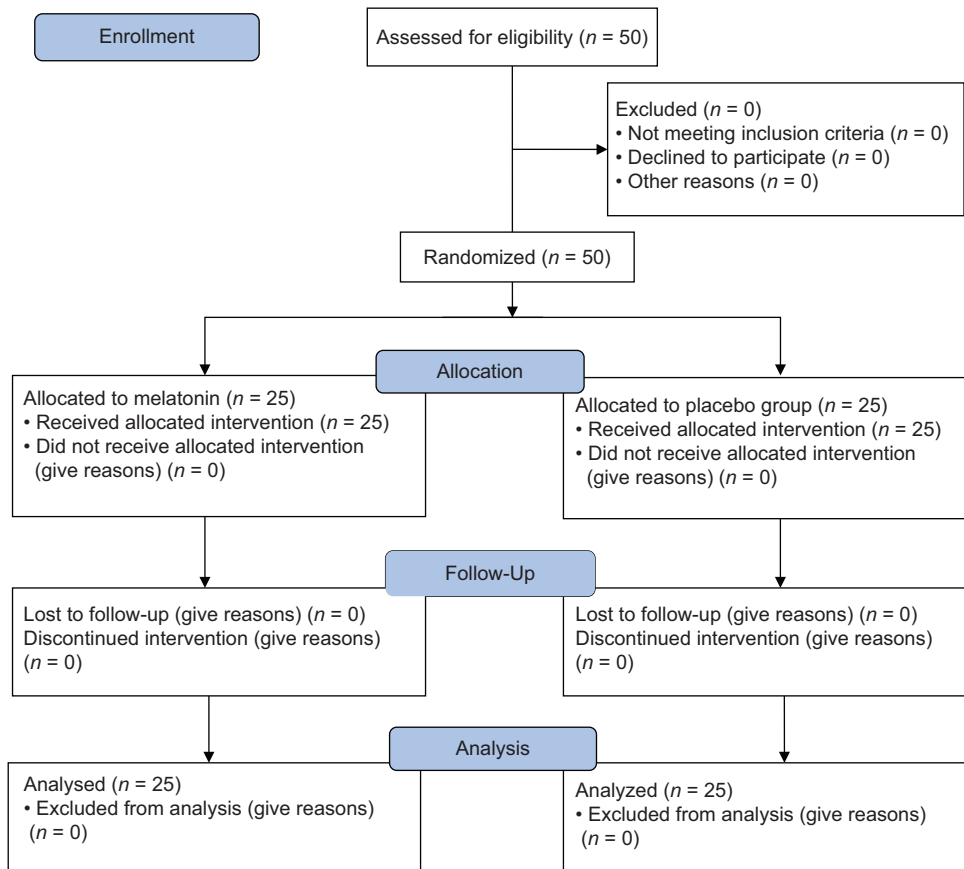 Enrollment
Assessed for eligibility (n = 50)
Excluded (n = 0)
• Not meeting inclusion criteria (n = 0)
• Declined to participate (n = 0)
• Other reasons (n = 0)
Randomized (n = 50)
Allocation
Allocated to melatonin (n = 25)
• Received allocated intervention (n = 25)
• Did not receive allocated intervention
(give reasons) (n = 0)
Allocated to placebo group (n = 25)
• Received allocated intervention (n = 25)
• Did not receive allocated intervention
(give reasons) (n = 0)
Follow-Up
Lost to follow-up (give reasons) (n = 0)
Discontinued intervention (give reasons)
(n = 0)
Lost to follow-up (give reasons) (n = 0)
Discontinued intervention (give reasons)
(n = 0)
Analysis
Analysed (n = 25)
• Excluded from analysis (give reasons)
(n = 0)
Analyzed (n = 25)
• Excluded from analysis (give reasons)
(n = 0)